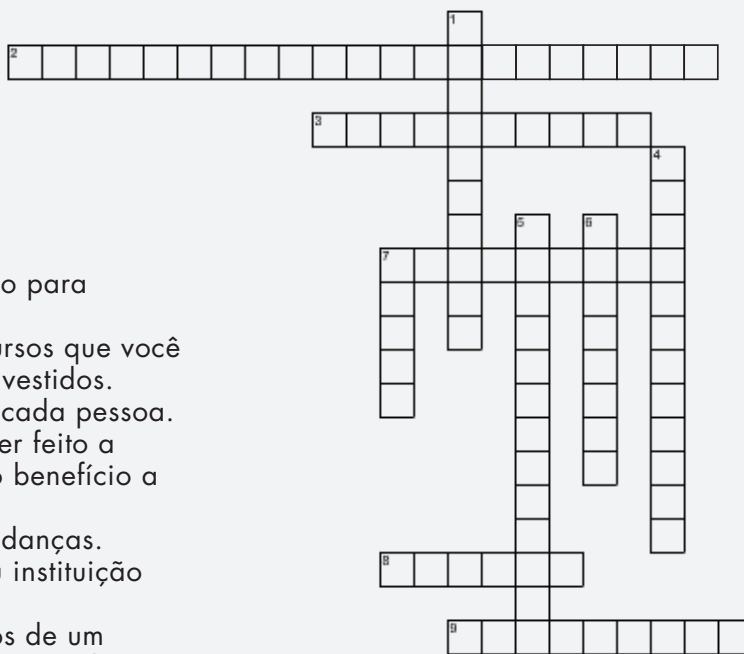 1
2
3
4
5 6
7
o para
ursos que você
vestidos.
cada pessoa.
er feito a
o benefício a
danças.
u instituição
os de um
8
9